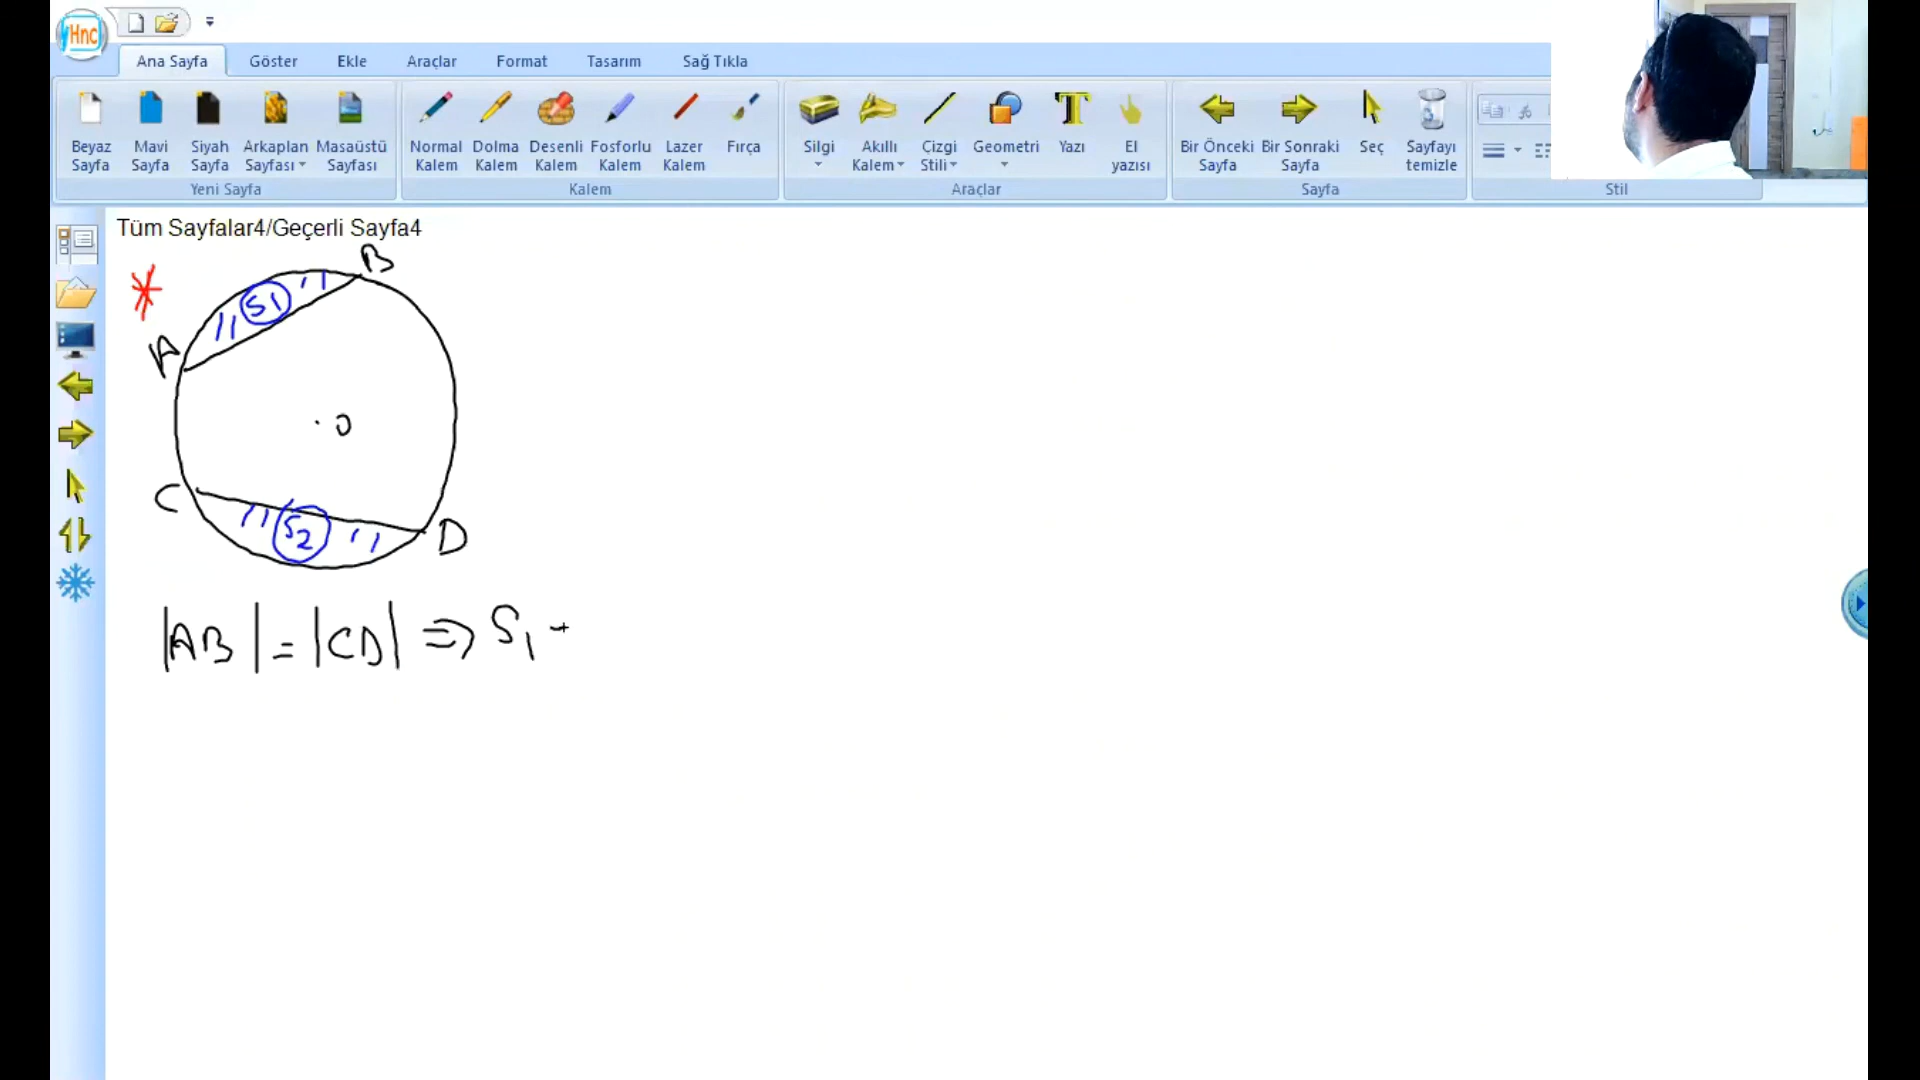 Hnc
Ana Sayfa Göster Ekle Araçlar Format Tasarım Sağ Tıkla
Beyaz Sayfa Mavi Sayfa Siyah Sayfa Arkaplan Sayfası Masaüstü Sayfası
Yeni Sayfa
Normal Kalem Dolma Kalem Desenli Kalem Fosforlu Kalem Lazer Kalem Fırça
Kalem
Silgi Akıllı Kalem Çizgi Stili Geometri Yazı El yazısı
Araçlar
Bir Önceki Sayfa Bir Sonraki Sayfa Seç Sayfayı temizle
Sayfa
Stil
Tüm Sayfalar4/Geçerli Sayfa4
B
S1
A
O
C
S2
D
|AB| = |CD| ⇒ S1 -